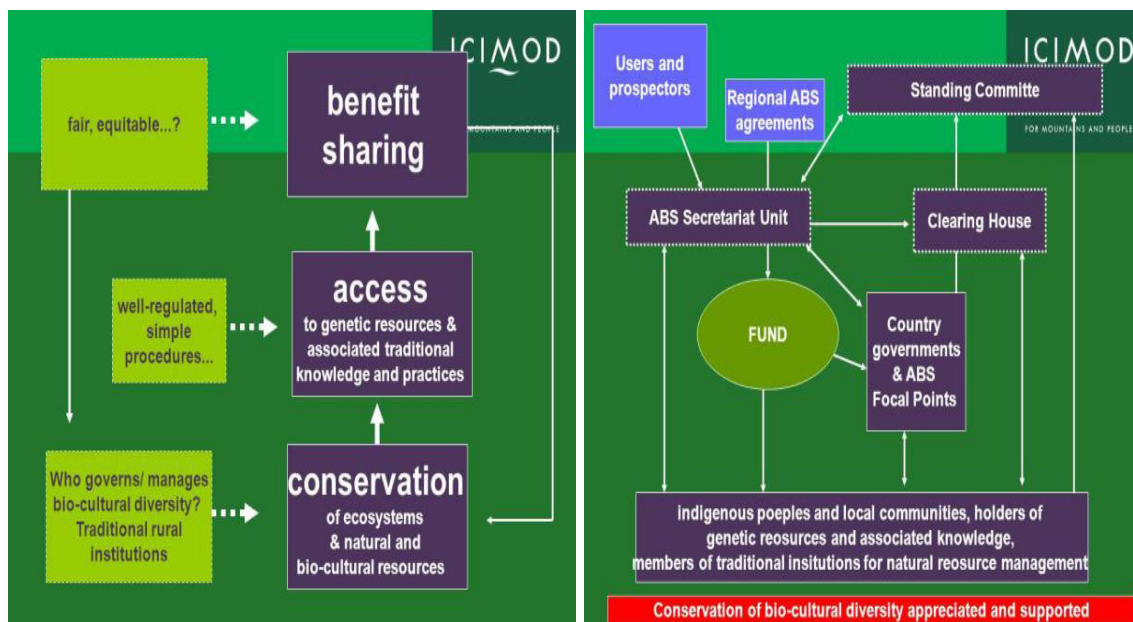 ICIMOD
FOR MOUNTAINS AND PEOPLE
fair, equitable...?
benefit
sharing
well-regulated,
simple
procedures...
access
to genetic resources &
associated traditional
knowledge and practices
Who governs/ manages
bio-cultural diversity?
Traditional rural
institutions
conservation
of ecosystems
& natural and
bio-cultural resources
ICIMOD
FOR MOUNTAINS AND PEOPLE
Users and
prospectors
Regional ABS
agreements
Standing Committe
ABS Secretariat Unit
Clearing House
FUND
Country
governments
& ABS
Focal Points
indigenous poeples and local communities, holders of
genetic reosurces and associated knowledge,
members of traditional insitutions for natural reosource management
Conservation of bio-cultural diversity appreciated and supported